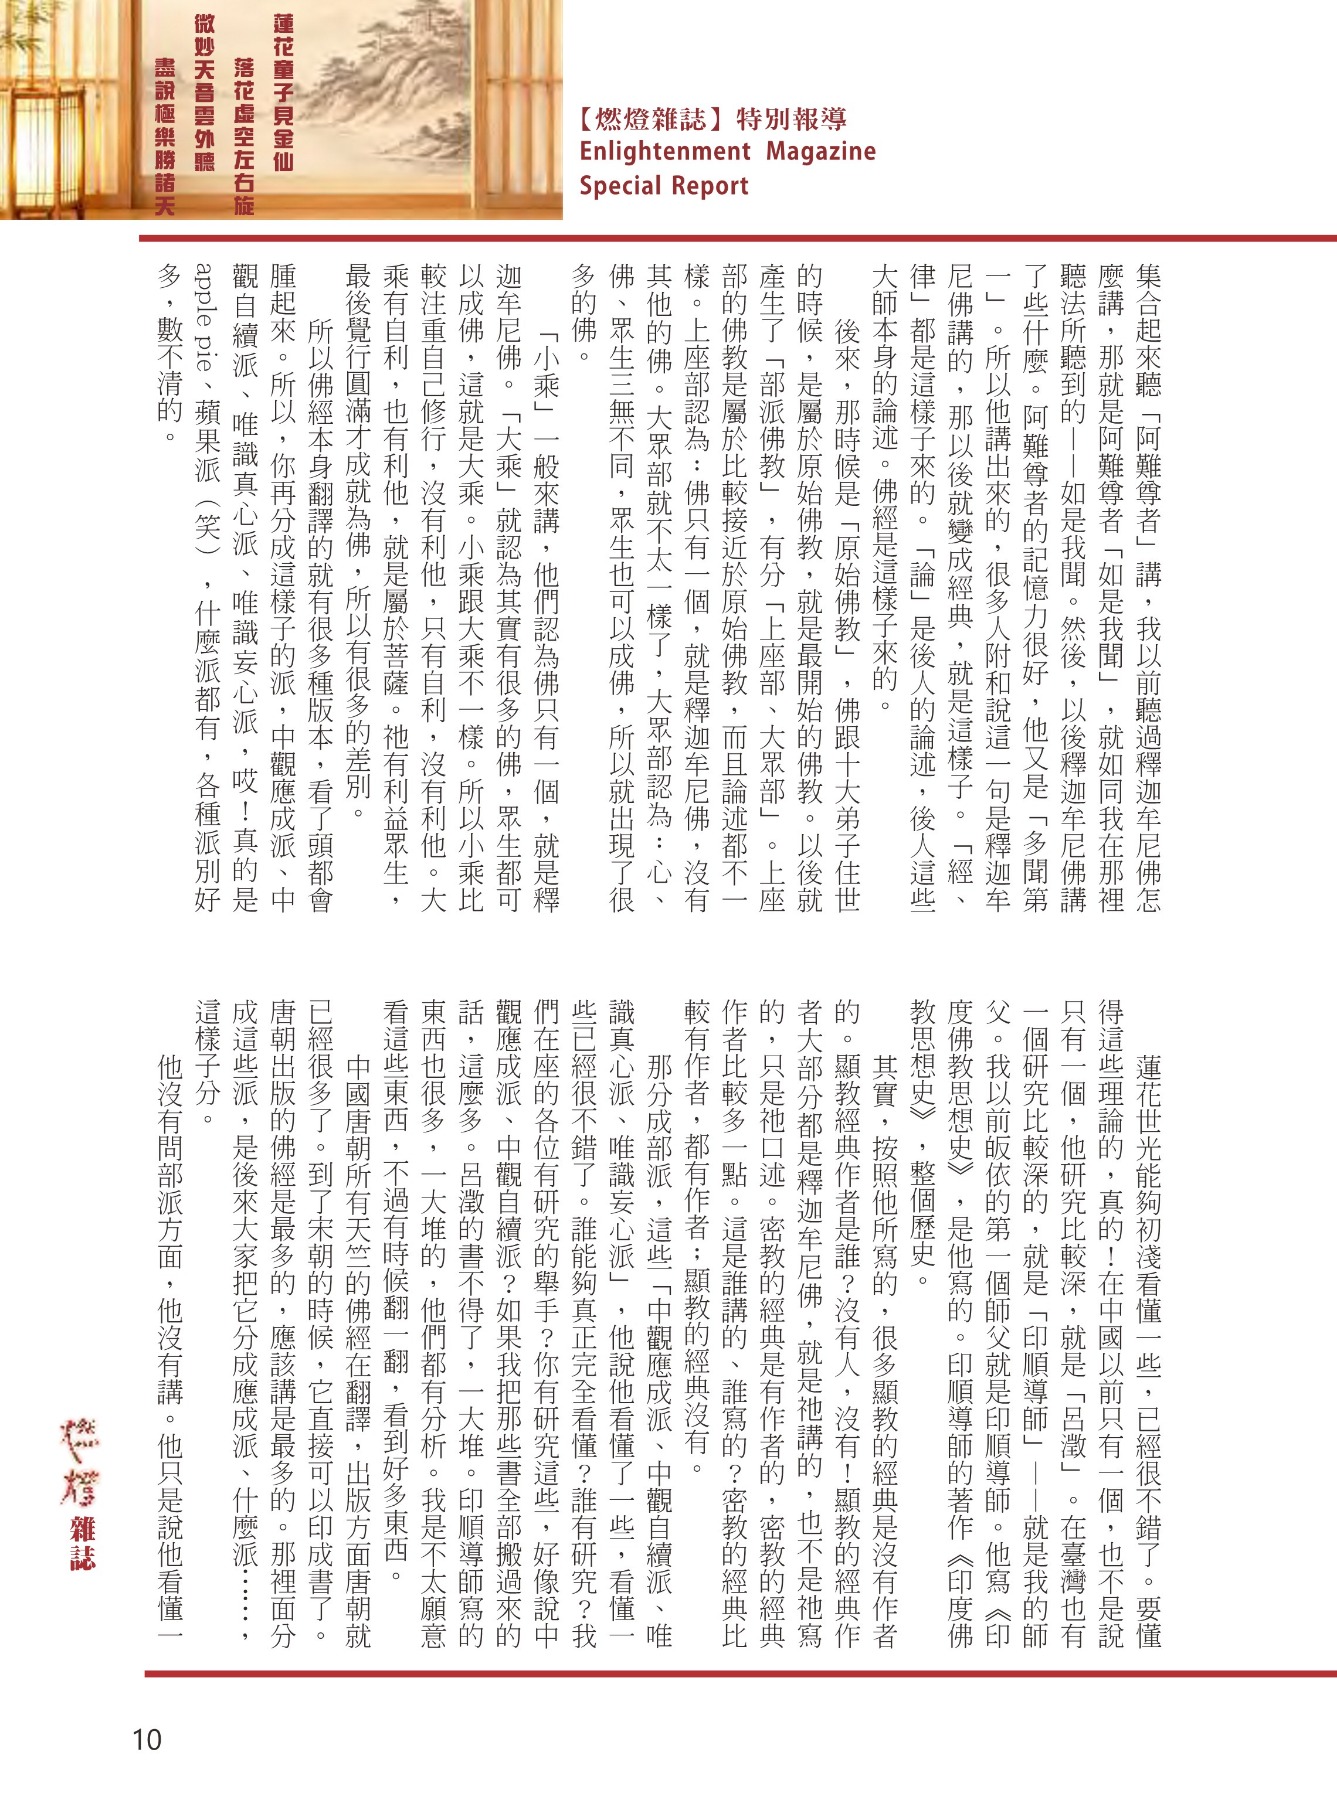 蓮花童子見金仙
落花虛空左右旋
微妙天音雲外聽
盡說極樂勝諸天
【燃燈雜誌】特別報導
Enlightenment Magazine
Special Report
集合起來聽「阿難尊者」講，我以前聽過釋迦牟尼佛怎
麼講，那就是阿難尊者「如是我聞」，就如同我在那裡
聽法所聽到的——如是我聞。然後，以後釋迦牟尼佛講
了些什麼。阿難尊者的記憶力很好，他又是「多聞第
一」。所以他講出來的，很多人附和說這一句是釋迦牟
尼佛講的，那以後就變成經典，就是這樣子。「經、
律」都是這樣子來的。「論」是後人的論述，後人這些
大師本身的論述。佛經是這樣子來的。
後來，那時候是「原始佛教」，佛跟十大弟子住世
的時候，是屬於原始佛教，就是最開始的佛教。以後就
產生了「部派佛教」，有分「上座部、大眾部」。上座
部的佛教是屬於比較接近於原始佛教，而且論述都不一
樣。上座部認為：佛只有一個，就是釋迦牟尼佛，沒有
其他的佛。大眾部就不太一樣了，大眾部認為：心、
佛、眾生三無不同，眾生也可以成佛，所以就出現了很
多的佛。
「小乘」一般來講，他們認為佛只有一個，就是釋
迦牟尼佛。「大乘」就認為其實有很多的佛，眾生都可
以成佛，這就是大乘。小乘跟大乘不一樣。所以小乘比
較注重自己修行，沒有利他，只有自利，沒有利他。大
乘有自利，也有利他，就是屬於菩薩。祂有利益眾生，
最後覺行圓滿才成就為佛，所以有很多的差別。
所以佛經本身翻譯的就有很多種版本，看了頭都會
腫起來。所以，你再分成這樣子的派，中觀應成派、中
觀自續派、唯識真心派、唯識妄心派，哎！真的是
apple pie、蘋果派（笑），什麼派都有，各種派別好
多，數不清的。
蓮花世光能夠初淺看懂一些，已經很不錯了。要懂
得這些理論的，真的！在中國以前只有一個，也不是說
只有一個，他研究比較深，就是「呂澂」。在臺灣也有
一個研究比較深的，就是「印順導師」——就是我的師
父。我以前皈依的第一個師父就是印順導師。他寫《印
度佛教思想史》，是他寫的。印順導師的著作《印度佛
教思想史》，整個歷史。
其實，按照他所寫的，很多顯教的經典是沒有作者
的。顯教經典作者是誰？沒有人，沒有！顯教的經典作
者大部分都是釋迦牟尼佛，就是祂講的，也不是祂寫
的，只是祂口述。密教的經典是有作者的，密教的經典
作者比較多一點。這是誰講的、誰寫的？密教的經典比
較有作者，都有作者；顯教的經典沒有。
那分成部派，這些「中觀應成派、中觀自續派、唯
識真心派、唯識妄心派」，他說他看懂了一些，看懂一
些已經很不錯了。誰能夠真正完全看懂？誰有研究？我
們在座的各位有研究的舉手？你有研究這些，好像說中
觀應成派、中觀自續派？如果我把那些書全部搬過來的
話，這麼多。呂澂的書不得了，一大堆。印順導師寫的
東西也很多，一大堆的，他們都有分析。我是不太願意
看這些東西，不過有時候翻一翻，看到好多東西。
中國唐朝所有天竺的佛經在翻譯，出版方面唐朝就
已經很多了。到了宋朝的時候，它直接可以印成書了。
唐朝出版的佛經是最多的，應該講是最多的。那裡面分
成這些派，是後來大家把它分成應成派、什麼派……，
這樣子分。
他沒有問部派方面，他沒有講。他只是說他看懂一
燃燈雜誌
10